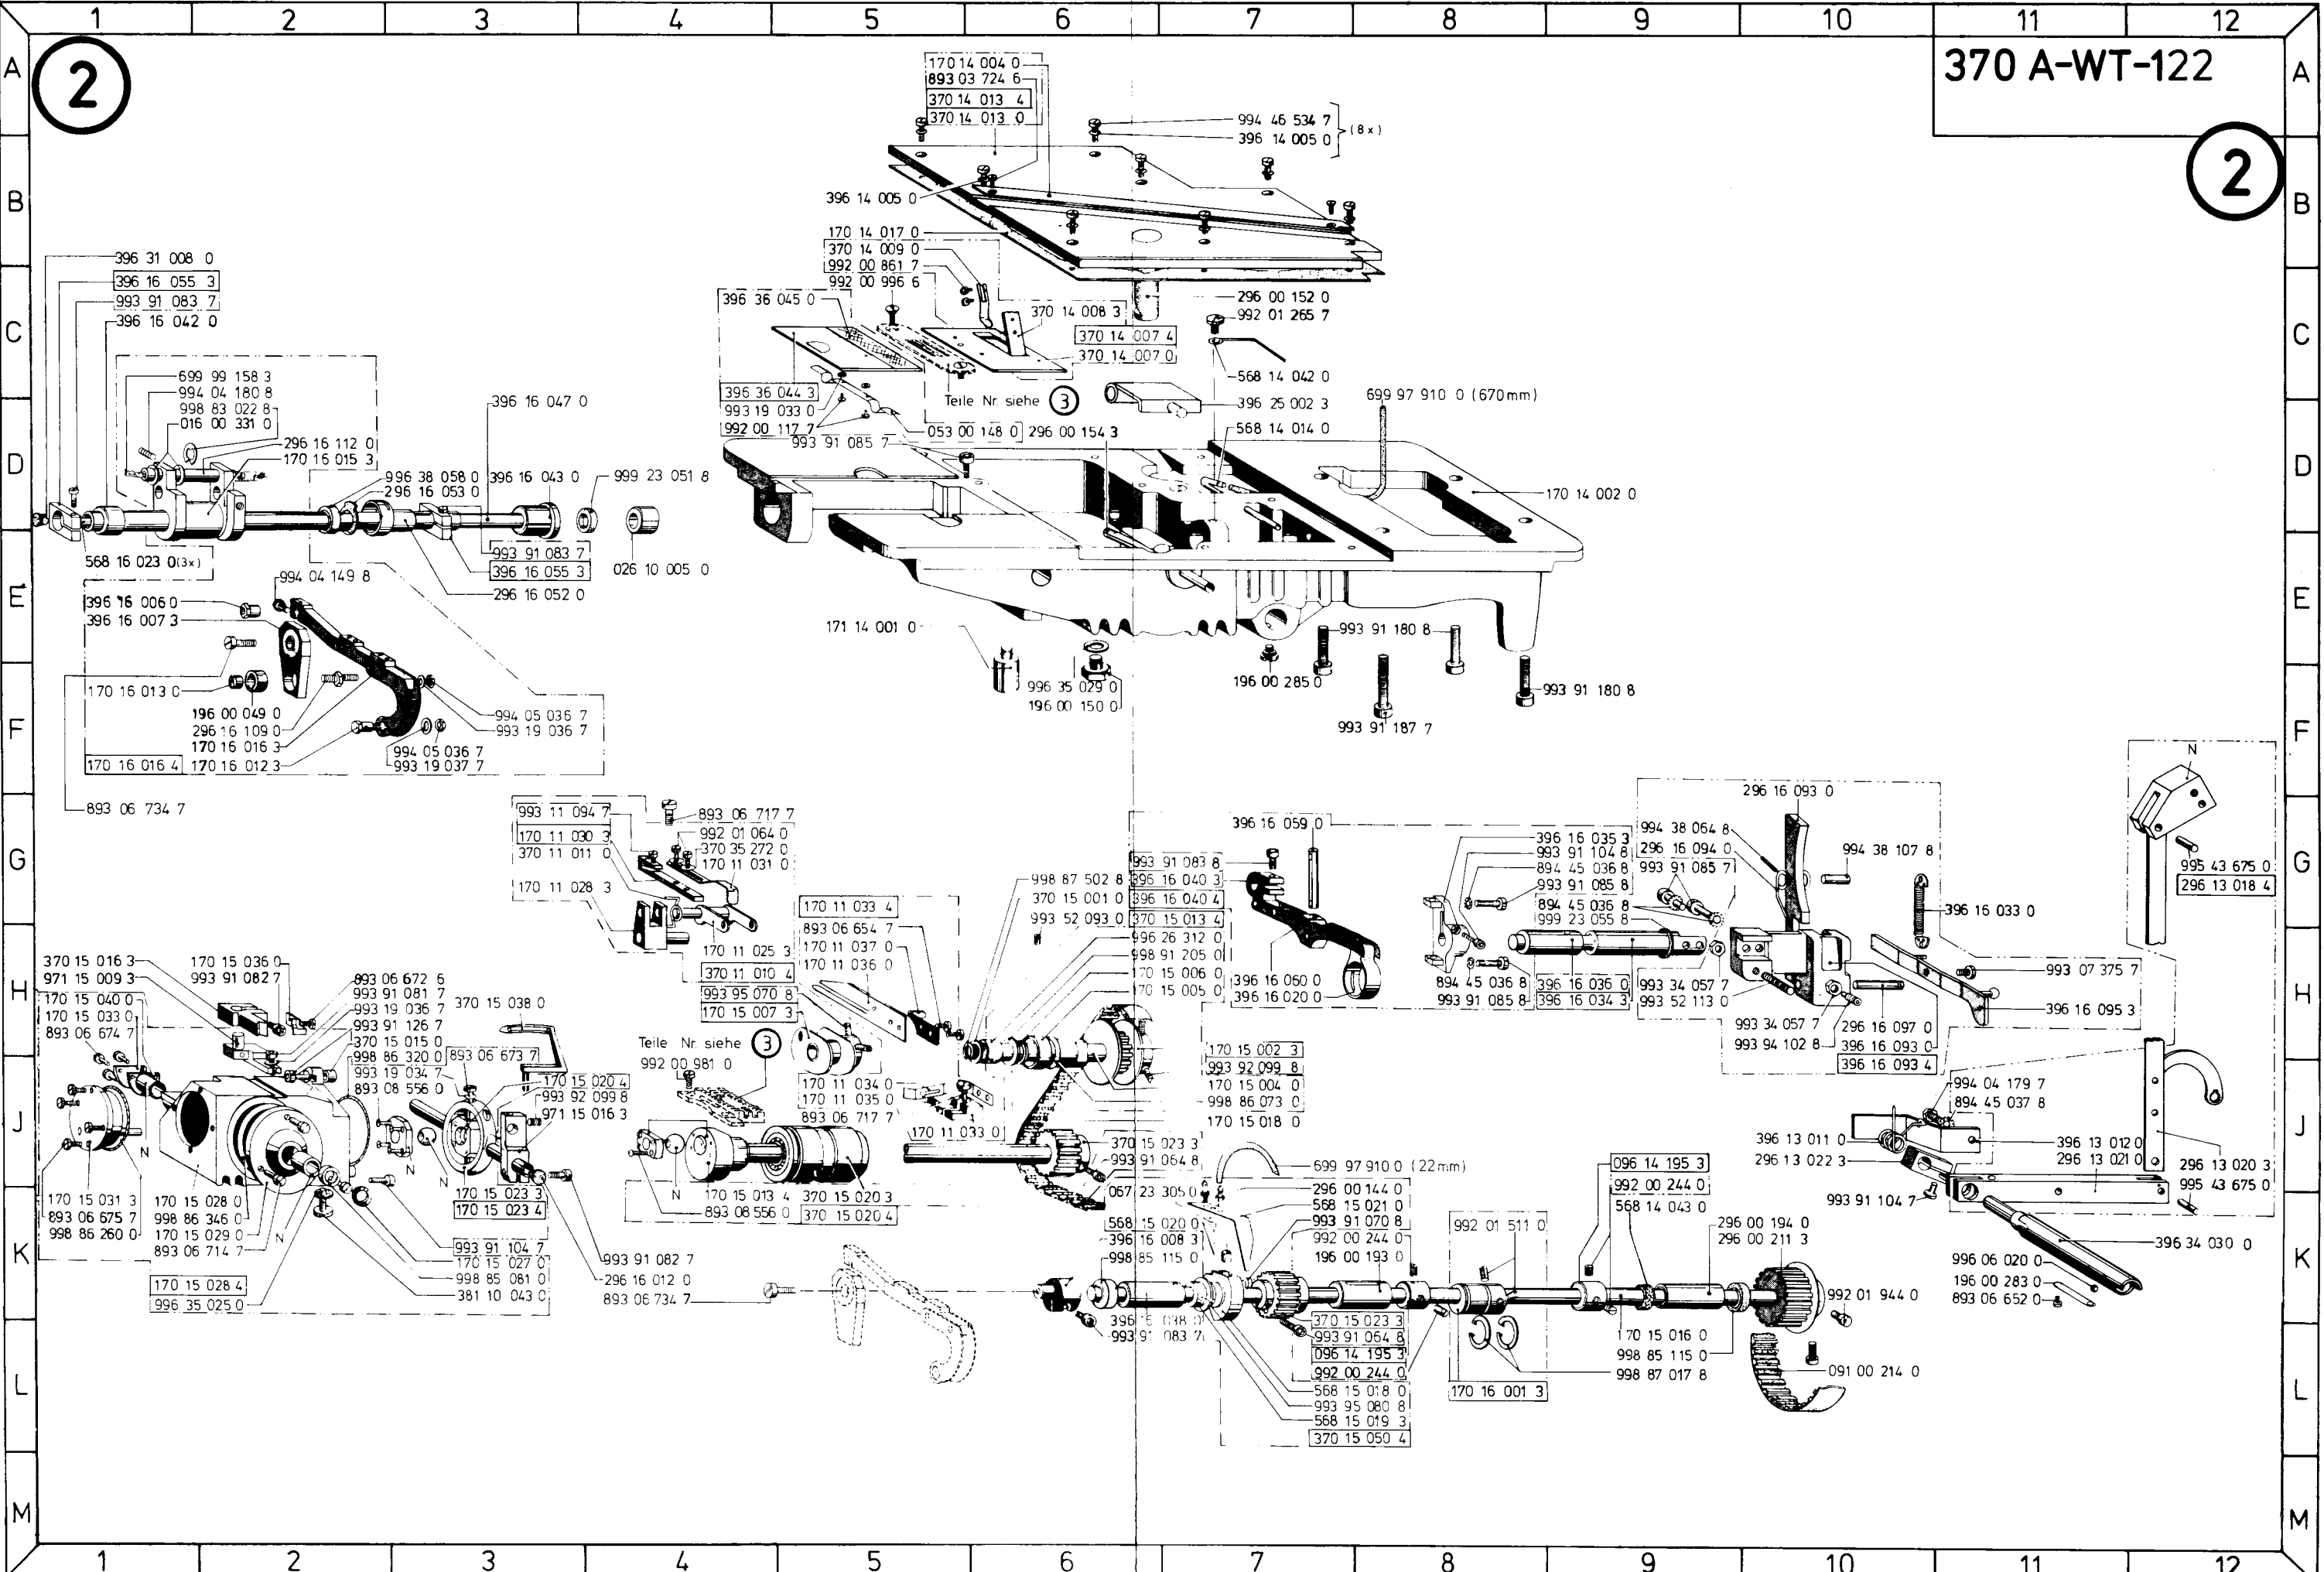 1 2 3 4 5 6 7 8 9 10 11 12
A
2
370 A-WT-122
A
2
170 14 004 0
893 03 724 6
370 14 013 4
370 14 013 0
994 46 534 7
396 14 005 0
(8x)
B
396 14 005 0
B
170 14 017 0
370 14 009 0
992 00 861 7
992 00 996 6
396 31 008 0
396 16 055 3
993 91 083 7
396 16 042 0
C
396 36 045 0
370 14 008 3
370 14 007 4
370 14 007 0
296 00 152 0
992 01 265 7
568 14 042 0
C
699 99 158 3
994 04 180 8
998 83 022 8
016 00 331 0
296 16 112 0
170 16 015 3
396 16 047 0
396 36 044 3
993 19 033 0
992 00 117 7
Teile Nr. siehe 3
053 00 148 0
396 25 002 3
699 97 910 0 (670mm)
993 91 085 7
296 00 154 3
568 14 014 0
D
996 38 058 0
296 16 053 0
396 16 043 0
999 23 051 8
170 14 002 0
D
568 16 023 0(3x)
993 91 083 7
396 16 055 3
296 16 052 0
026 10 005 0
E
994 04 149 8
396 16 006 0
396 16 007 3
171 14 001 0
993 91 180 8
E
170 16 013 0
196 00 049 0
296 16 109 0
170 16 016 3
170 16 016 4
170 16 012 3
994 05 036 7
993 19 036 7
994 05 036 7
993 19 037 7
996 35 029 0
196 00 150 0
196 00 285 0
993 91 187 7
993 91 180 8
F
F
N
893 06 734 7
993 11 094 7
170 11 030 3
370 11 011 0
170 11 028 3
893 06 717 7
992 01 064 0
370 35 272 0
170 11 031 0
396 16 059 0
993 91 083 8
396 16 040 3
396 16 040 4
370 15 013 4
396 16 035 3
993 91 104 8
894 45 036 8
993 91 085 8
894 45 036 8
999 23 055 8
296 16 093 0
994 38 064 8
296 16 094 0
993 91 085 7
994 38 107 8
396 16 033 0
995 43 675 0
296 13 018 4
G
G
998 87 502 8
370 15 001 0
993 52 093 0
170 11 033 4
893 06 654 7
170 11 037 0
170 11 036 0
170 11 025 3
370 11 010 4
993 95 070 8
170 15 007 3
996 26 312 0
998 91 205 0
170 15 006 0
170 15 005 0
396 16 060 0
396 16 020 0
894 45 036 8
993 91 085 8
396 16 036 0
396 16 034 3
993 34 057 7
993 52 113 0
993 34 057 7
993 94 102 8
296 16 097 0
396 16 093 0
396 16 093 4
993 07 375 7
396 16 095 3
H
370 15 016 3
971 15 009 3
170 15 040 0
170 15 033 0
893 06 674 7
170 15 036 0
993 91 082 7
893 06 672 6
993 91 081 7
993 19 036 7
993 91 126 7
370 15 015 0
998 86 320 0
993 19 034 7
893 08 556 0
370 15 038 0
893 06 673 7
H
Teile Nr. siehe 3
992 00 981 0
170 15 020 4
993 92 099 8
971 15 016 3
170 11 034 0
170 11 035 0
893 06 717 7
170 11 033 0
170 15 002 3
993 92 099 8
170 15 004 0
998 86 073 0
170 15 018 0
994 04 179 7
894 45 037 8
396 13 011 0
296 13 022 3
396 13 012 0
296 13 021 0
296 13 020 3
995 43 675 0
J
J
N N N N N
170 15 031 3
893 06 675 7
998 86 260 0
170 15 028 0
998 86 346 0
170 15 029 0
893 06 714 7
170 15 028 4
996 35 025 0
170 15 023 3
170 15 023 4
993 91 104 7
170 15 027 0
998 85 081 0
381 10 043 0
170 15 013 4
893 08 556 0
370 15 020 3
370 15 020 4
370 15 023 3
993 91 064 8
067 23 305 0
699 97 910 0 (22mm)
296 00 144 0
568 15 021 0
993 91 070 8
992 00 244 0
196 00 193 0
568 15 020 0
396 16 008 3
998 85 115 0
992 01 511 0
096 14 195 3
992 00 244 0
568 14 043 0
296 00 194 0
296 00 211 3
993 91 104 7
396 34 030 0
996 06 020 0
196 00 283 0
893 06 652 0
K
993 91 082 7
296 16 012 0
893 06 734 7
992 01 944 0
K
993 91 083 7
370 15 023 3
993 91 064 8
096 14 195 3
992 00 244 0
568 15 018 0
993 95 080 8
568 15 019 3
370 15 050 4
170 16 001 3
170 15 016 0
998 85 115 0
998 87 017 8
091 00 214 0
L
L
M
M
1 2 3 4 5 6 7 8 9 10 11 12